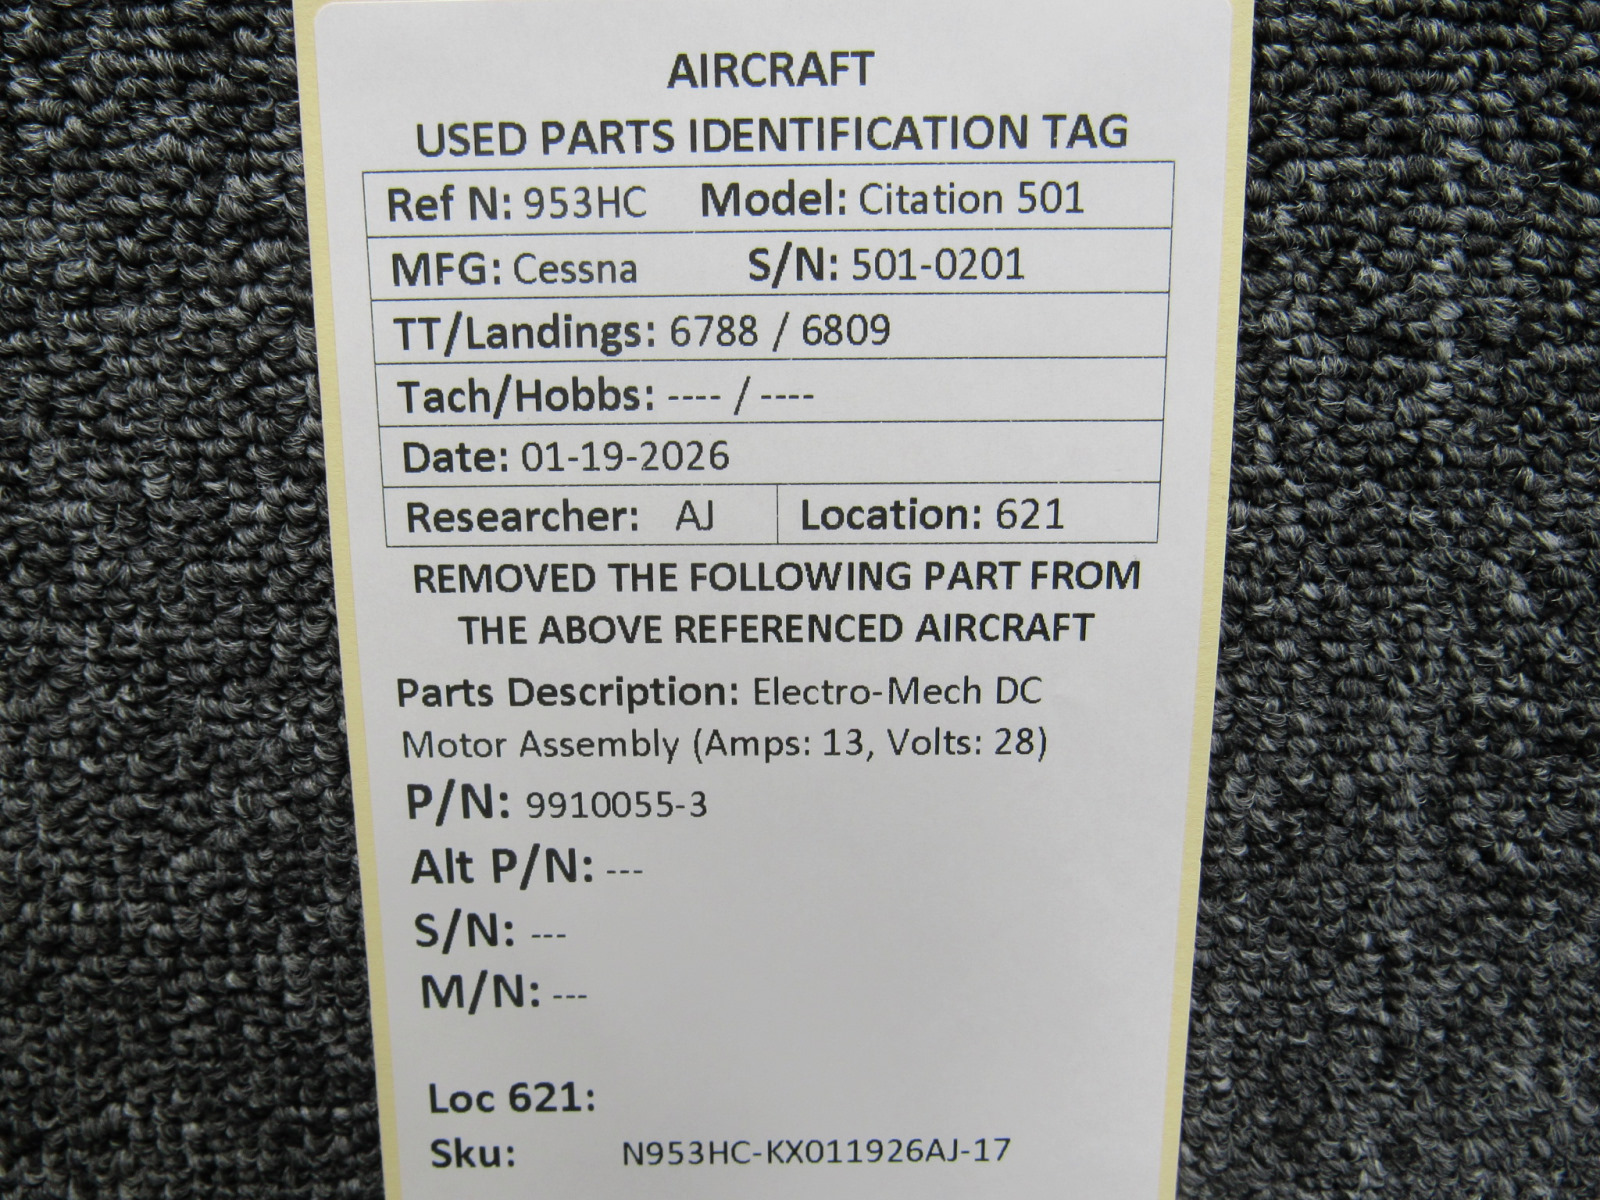 AIRCRAFT
USED PARTS IDENTIFICATION TAG
Ref N: 953HC Model: Citation 501
MFG: Cessna S/N: 501-0201
TT/Landings: 6788 / 6809
Tach/Hobbs: ---- / ----
Date: 01-19-2026
Researcher: AJ Location: 621
REMOVED THE FOLLOWING PART FROM
THE ABOVE REFERENCED AIRCRAFT
Parts Description: Electro-Mech DC
Motor Assembly (Amps: 13, Volts: 28)
P/N: 9910055-3
Alt P/N: ---
S/N: ---
M/N: ---
Loc 621:
Sku: N953HC-KX011926AJ-17